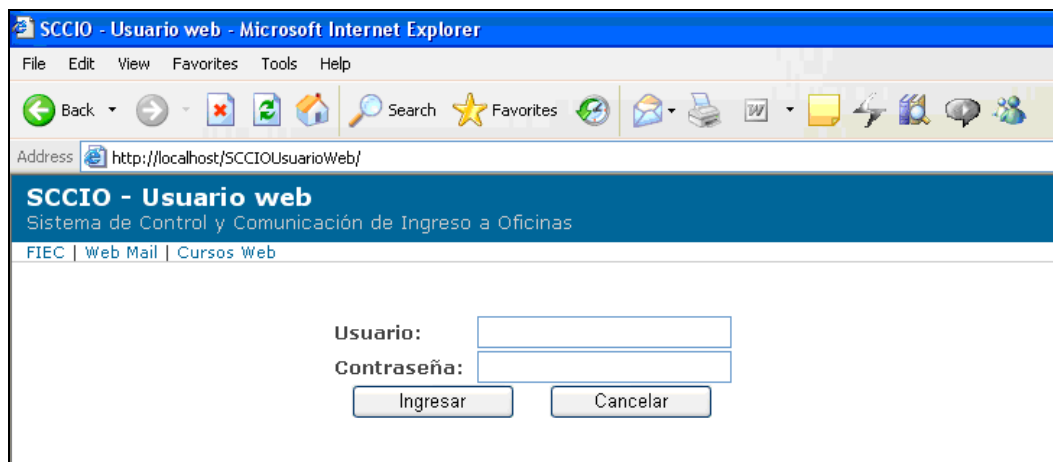 SCCIO - Usuario web - Microsoft Internet Explorer
File Edit View Favorites Tools Help
Back Search Favorites
Address http://localhost/SCCIOUsuarioWeb/
SCCIO - Usuario web
Sistema de Control y Comunicación de Ingreso a Oficinas
FIEC | Web Mail | Cursos Web
Usuario:
Contraseña:
Ingresar Cancelar